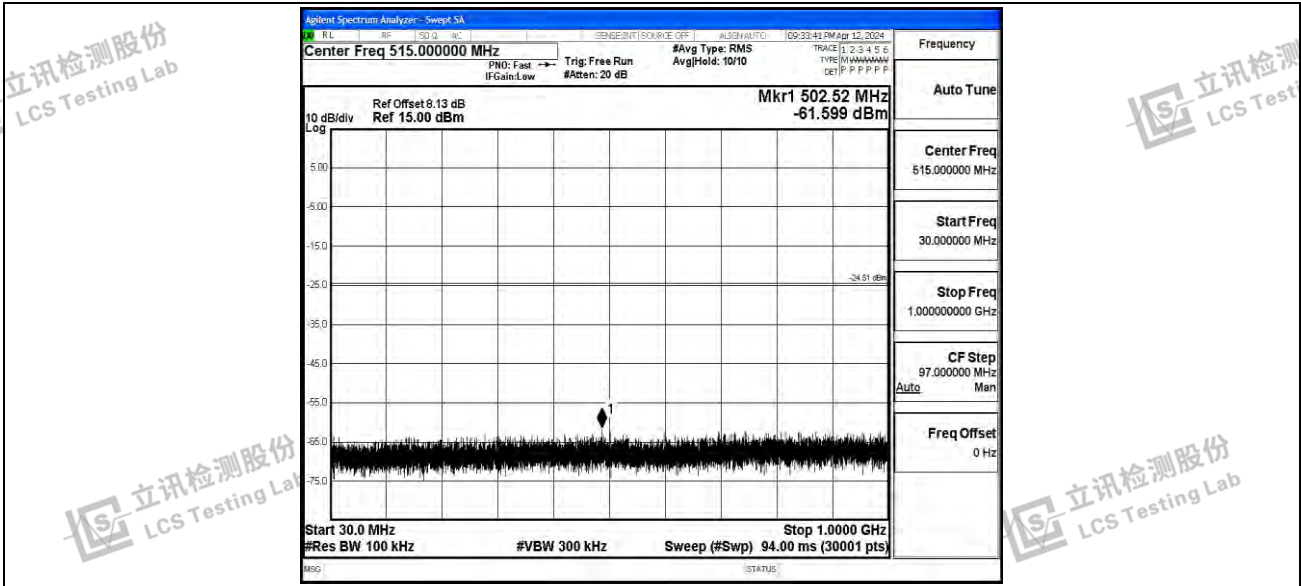 Agilent Spectrum Analyzer - Swept SA
RL RF 50 Ω AC SENSE:INT SOURCE OFF ALIGN AUTO 09:33:41 PM Apr 12, 2024
Center Freq 515.000000 MHz
PNO: Fast
IFGain:Low
Trig: Free Run
#Atten: 20 dB
#Avg Type: RMS
Avg|Hold: 10/10
TRACE 1 2 3 4 5 6
TYPE M
DET P P P P P P
Frequency
Auto Tune
Ref Offset 8.13 dB
10 dB/div Ref 15.00 dBm
Log
Mkr1 502.52 MHz
-61.599 dBm
5.00
-5.00
-15.0
-25.0
-35.0
-45.0
-55.0
-65.0
-75.0
-24.51 dBm
1
Center Freq
515.000000 MHz
Start Freq
30.000000 MHz
Stop Freq
1.000000000 GHz
CF Step
97.000000 MHz
Auto Man
Freq Offset
0 Hz
Start 30.0 MHz Stop 1.0000 GHz
#Res BW 100 kHz #VBW 300 kHz Sweep (#Swp) 94.00 ms (30001 pts)
MSG STATUS
立讯检测股份
LCS Testing Lab
立讯检测
LCS Testi
立讯检测股份
LCS Testing Lab
立讯检测股份
LCS Testing Lab